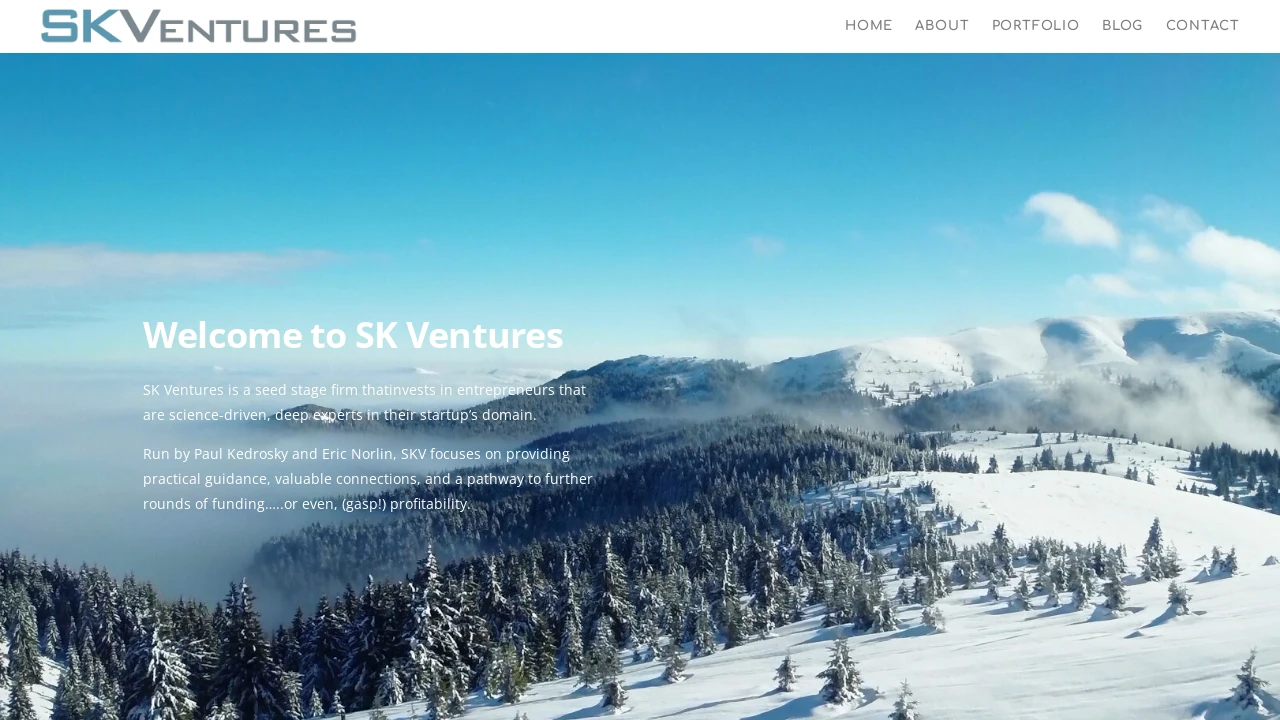 SKVENTURES
HOME ABOUT PORTFOLIO BLOG CONTACT
Welcome to SK Ventures
SK Ventures is a seed stage firm thatinvests in entrepreneurs that
are science-driven, deep experts in their startup’s domain.
Run by Paul Kedrosky and Eric Norlin, SKV focuses on providing
practical guidance, valuable connections, and a pathway to further
rounds of funding…..or even, (gasp!) profitability.